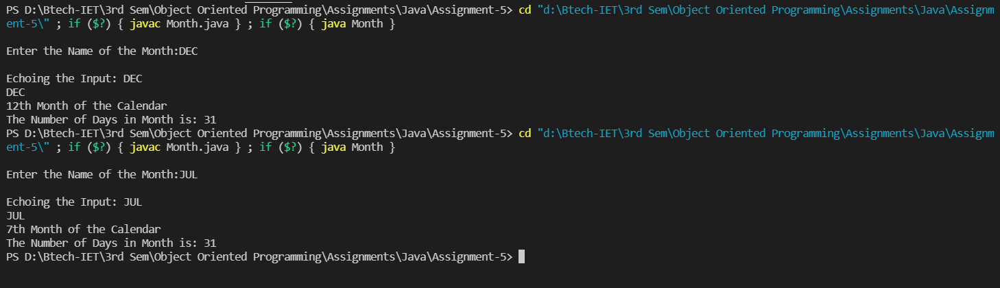 PS D:\Btech-IET\3rd Sem\Object Oriented Programming\Assignments\Java\Assignment-5> cd "d:\Btech-IET\3rd Sem\Object Oriented Programming\Assignments\Java\Assignm
ent-5\" ; if ($?) { javac Month.java } ; if ($?) { java Month }
Enter the Name of the Month:DEC
Echoing the Input: DEC
DEC
12th Month of the Calendar
The Number of Days in Month is: 31
PS D:\Btech-IET\3rd Sem\Object Oriented Programming\Assignments\Java\Assignment-5> cd "d:\Btech-IET\3rd Sem\Object Oriented Programming\Assignments\Java\Assignm
ent-5\" ; if ($?) { javac Month.java } ; if ($?) { java Month }
Enter the Name of the Month:JUL
Echoing the Input: JUL
JUL
7th Month of the Calendar
The Number of Days in Month is: 31
PS D:\Btech-IET\3rd Sem\Object Oriented Programming\Assignments\Java\Assignment-5>